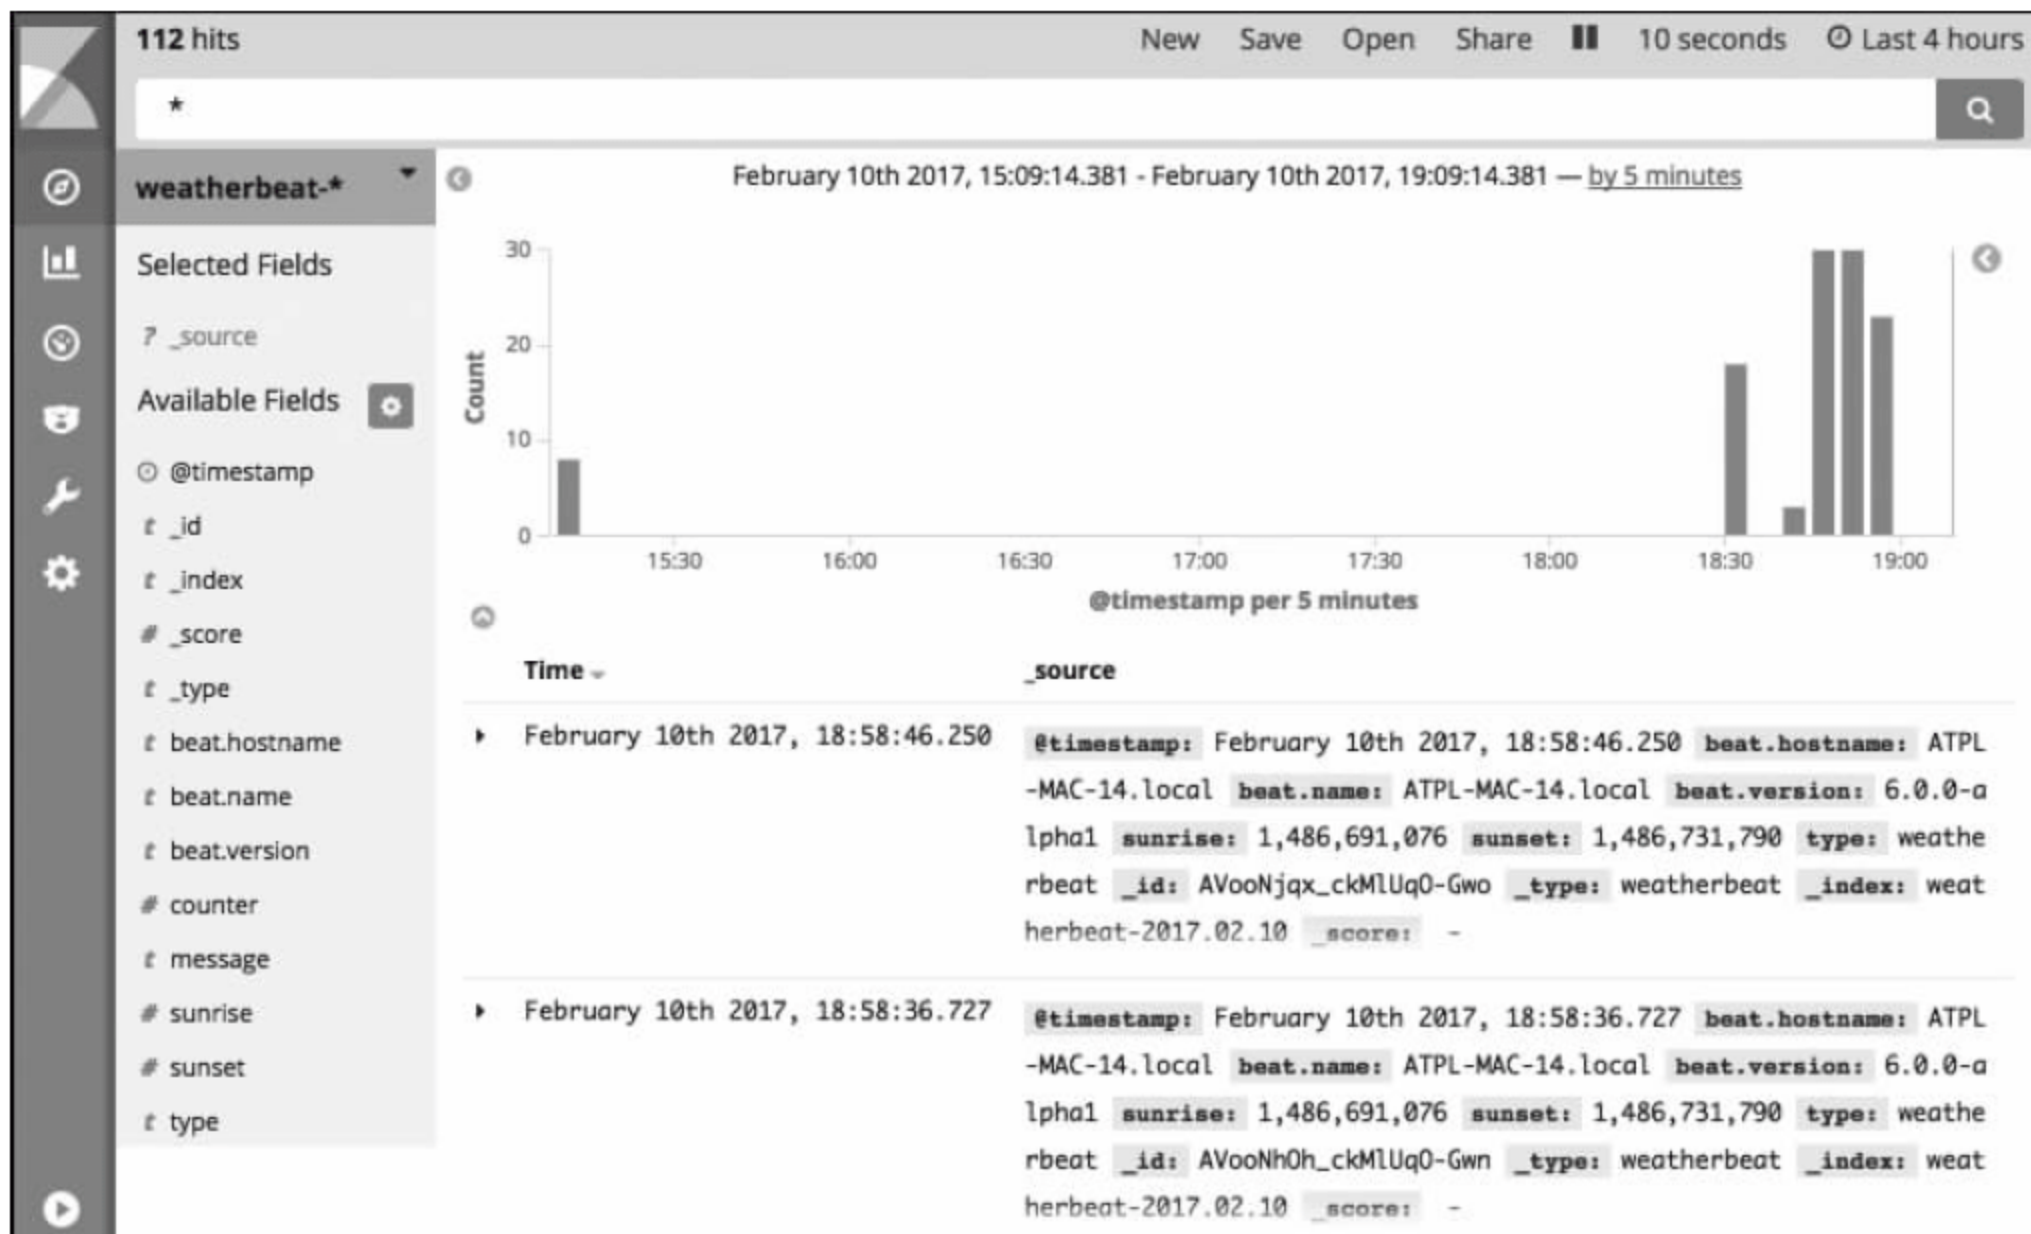 112 hits New Save Open Share 10 seconds Last 4 hours
*
weatherbeat-*
February 10th 2017, 15:09:14.381 - February 10th 2017, 19:09:14.381 — by 5 minutes
Selected Fields
? _source
Available Fields
@timestamp
t _id
t _index
# _score
t _type
t beat.hostname
t beat.name
t beat.version
# counter
t message
# sunrise
# sunset
t type
Count
30
20
10
0
15:30 16:00 16:30 17:00 17:30 18:00 18:30 19:00
@timestamp per 5 minutes
Time _source
February 10th 2017, 18:58:46.250 @timestamp: February 10th 2017, 18:58:46.250 beat.hostname: ATPL
-MAC-14.local beat.name: ATPL-MAC-14.local beat.version: 6.0.0-a
lpha1 sunrise: 1,486,691,076 sunset: 1,486,731,790 type: weathe
rbeat _id: AVooNjqx_ckMlUqO-Gwo _type: weatherbeat _index: weat
herbeat-2017.02.10 _score: -
February 10th 2017, 18:58:36.727 @timestamp: February 10th 2017, 18:58:36.727 beat.hostname: ATPL
-MAC-14.local beat.name: ATPL-MAC-14.local beat.version: 6.0.0-a
lpha1 sunrise: 1,486,691,076 sunset: 1,486,731,790 type: weathe
rbeat _id: AVooNhOh_ckMlUqO-Gwn _type: weatherbeat _index: weat
herbeat-2017.02.10 _score: -